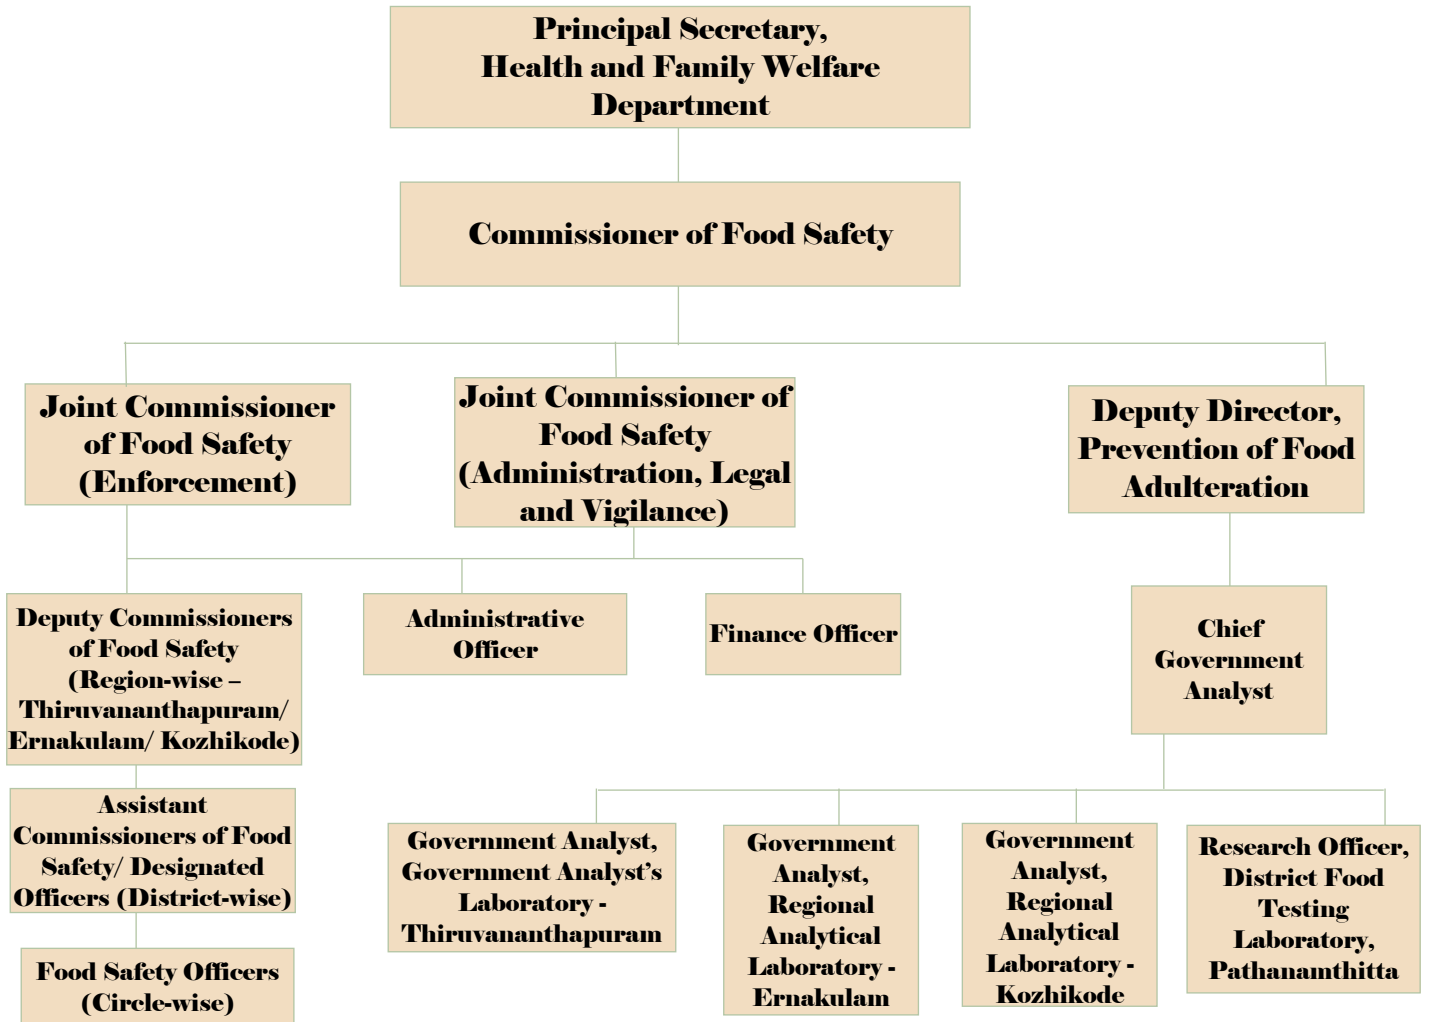 Principal Secretary,
Health and Family Welfare
Department
Commissioner of Food Safety
Joint Commissioner
of Food Safety
(Enforcement)
Joint Commissioner of
Food Safety
(Administration, Legal
and Vigilance)
Deputy Director,
Prevention of Food
Adulteration
Deputy Commissioners
of Food Safety
(Region-wise –
Thiruvananthapuram/
Ernakulam/ Kozhikode)
Administrative
Officer
Finance Officer
Chief
Government
Analyst
Assistant
Commissioners of Food
Safety/ Designated
Officers (District-wise)
Food Safety Officers
(Circle-wise)
Government Analyst,
Government Analyst’s
Laboratory -
Thiruvananthapuram
Government
Analyst,
Regional
Analytical
Laboratory -
Ernakulam
Government
Analyst,
Regional
Analytical
Laboratory -
Kozhikode
Research Officer,
District Food
Testing
Laboratory,
Pathanamthitta